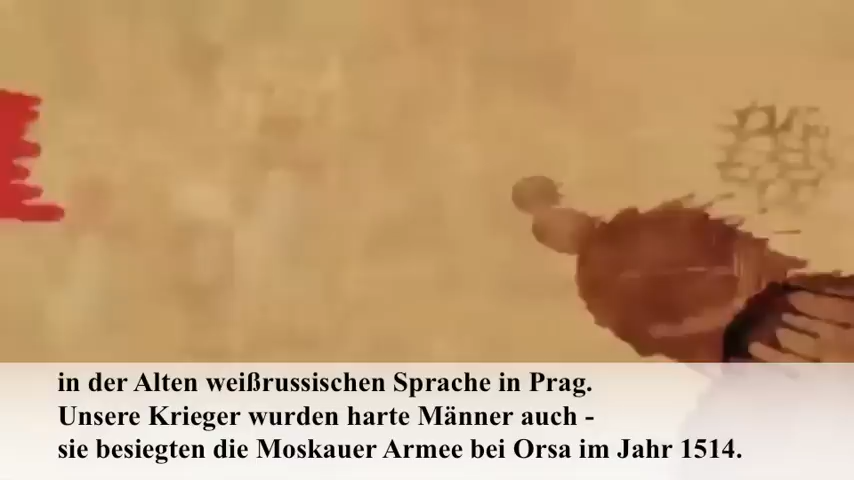 in der Alten weißrussischen Sprache in Prag.
Unsere Krieger wurden harte Männer auch -
sie besiegten die Moskauer Armee bei Orsa im Jahr 1514.